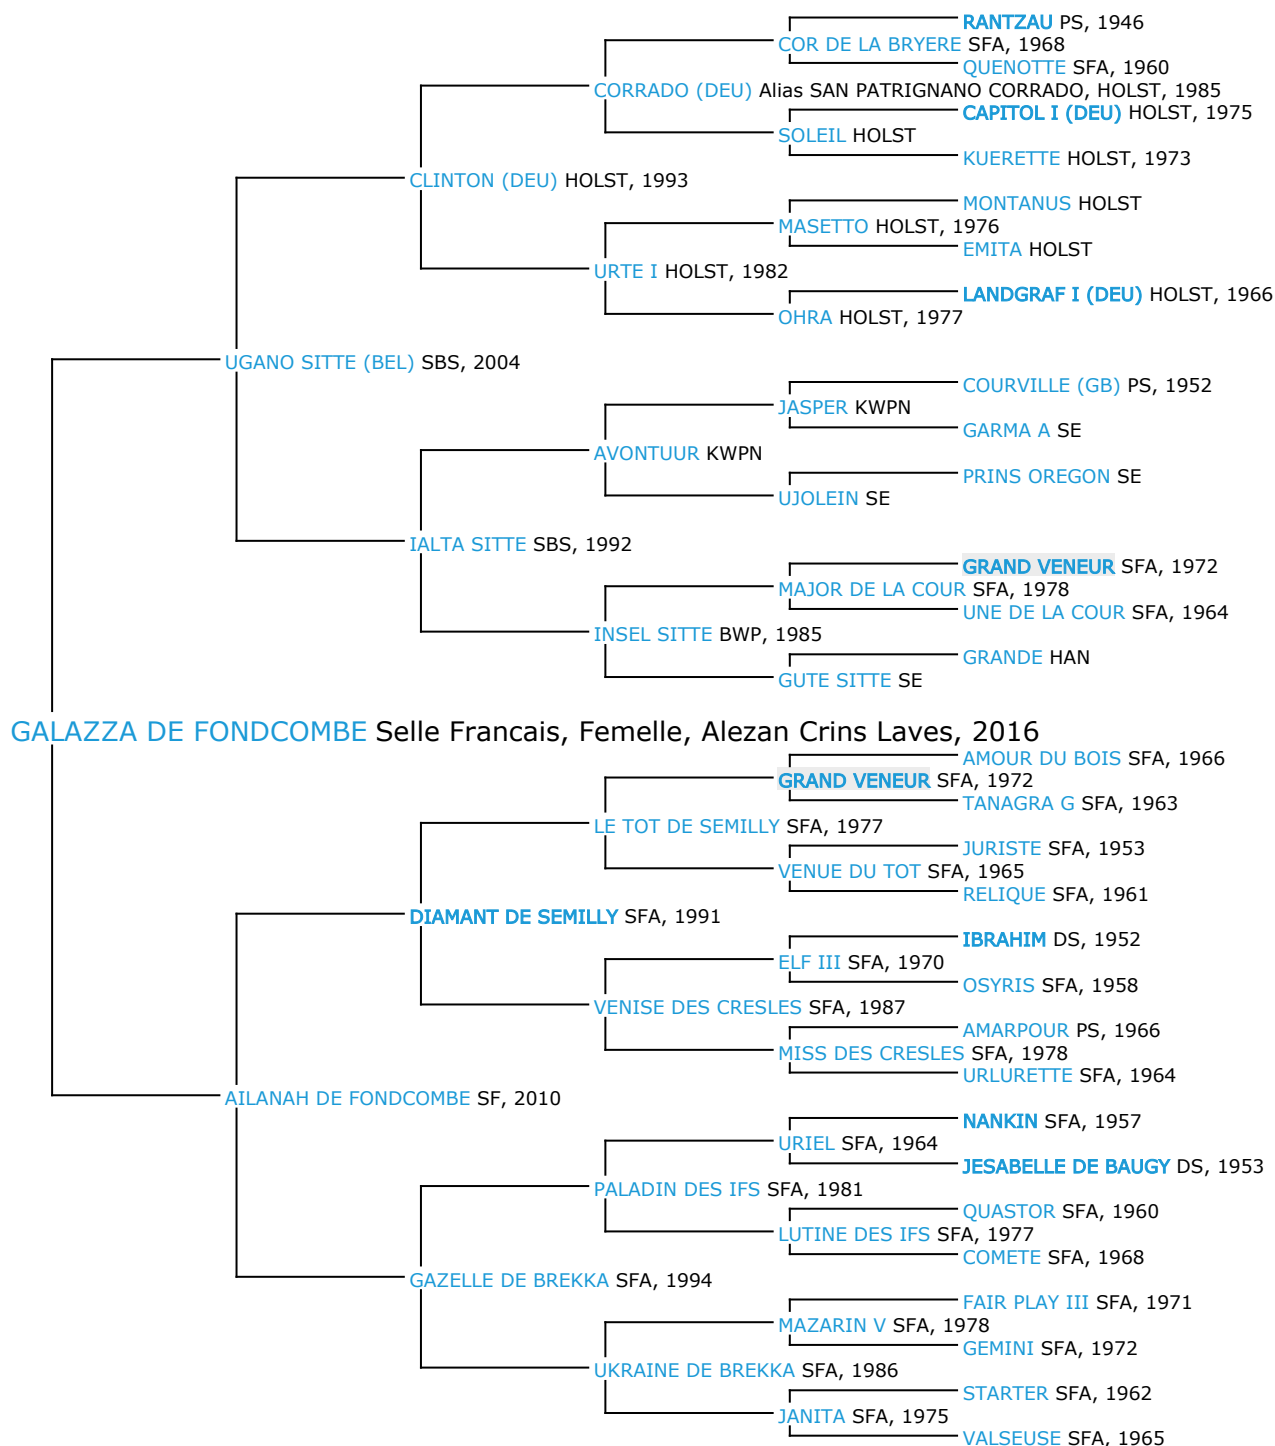 RANTZAU PS, 1946
COR DE LA BRYERE SFA, 1968
QUENOTTE SFA, 1960
CORRADO (DEU) Alias SAN PATRIGNANO CORRADO, HOLST, 1985
CAPITOL I (DEU) HOLST, 1975
SOLEIL HOLST
KUERETTE HOLST, 1973
CLINTON (DEU) HOLST, 1993
MONTANUS HOLST
MASETTO HOLST, 1976
EMITA HOLST
URTE I HOLST, 1982
LANDGRAF I (DEU) HOLST, 1966
OHRA HOLST, 1977
UGANO SITTE (BEL) SBS, 2004
COURVILLE (GB) PS, 1952
JASPER KWPN
GARMA A SE
AVONTUUR KWPN
PRINS OREGON SE
UJOLEIN SE
IALTA SITTE SBS, 1992
GRAND VENEUR SFA, 1972
MAJOR DE LA COUR SFA, 1978
UNE DE LA COUR SFA, 1964
INSEL SITTE BWP, 1985
GRANDE HAN
GUTE SITTE SE
GALAZZA DE FONDCOMBE Selle Francais, Femelle, Alezan Crins Laves, 2016
AMOUR DU BOIS SFA, 1966
GRAND VENEUR SFA, 1972
TANAGRA G SFA, 1963
LE TOT DE SEMILLY SFA, 1977
JURISTE SFA, 1953
VENUE DU TOT SFA, 1965
RELIQUE SFA, 1961
DIAMANT DE SEMILLY SFA, 1991
IBRAHIM DS, 1952
ELF III SFA, 1970
OSYRIS SFA, 1958
VENISE DES CRESLES SFA, 1987
AMARPOUR PS, 1966
MISS DES CRESLES SFA, 1978
URLURETTE SFA, 1964
AILANAH DE FONDCOMBE SF, 2010
NANKIN SFA, 1957
URIEL SFA, 1964
JESABELLE DE BAUGY DS, 1953
PALADIN DES IFS SFA, 1981
QUASTOR SFA, 1960
LUTINE DES IFS SFA, 1977
COMETE SFA, 1968
GAZELLE DE BREKKA SFA, 1994
FAIR PLAY III SFA, 1971
MAZARIN V SFA, 1978
GEMINI SFA, 1972
UKRAINE DE BREKKA SFA, 1986
STARTER SFA, 1962
JANITA SFA, 1975
VALSEUSE SFA, 1965